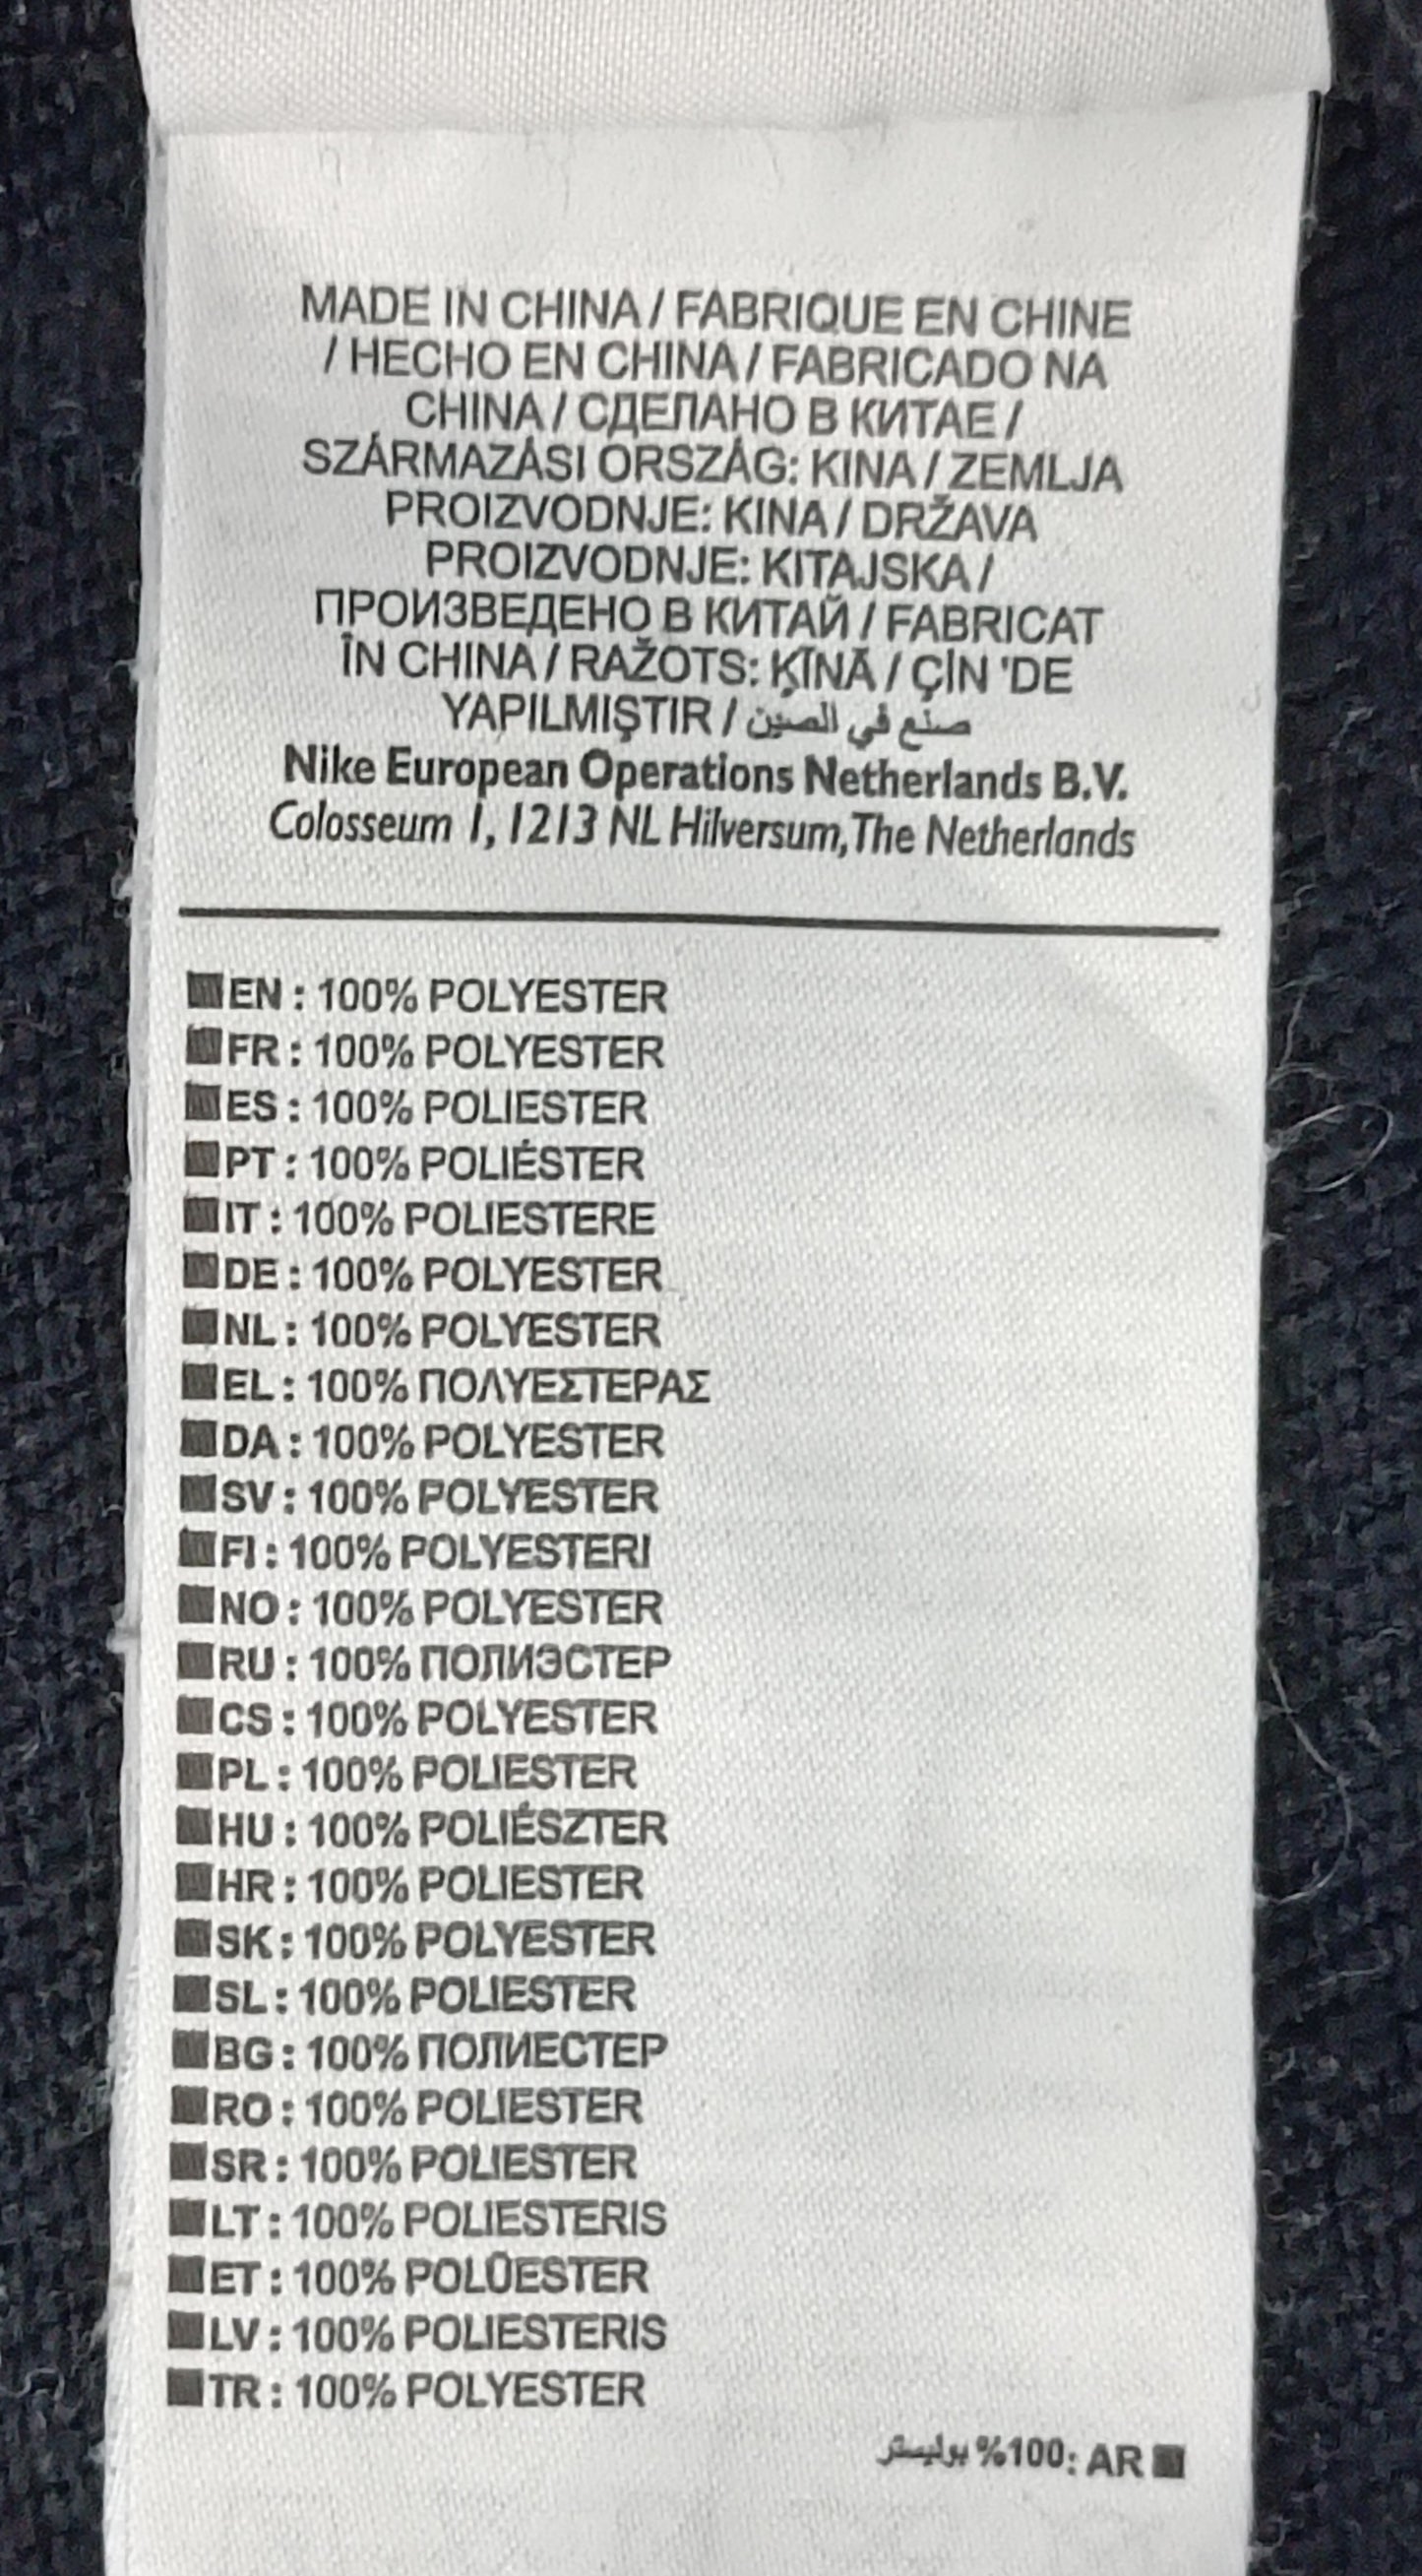 MADE IN CHINA / FABRIQUE EN CHINE
/ HECHO EN CHINA / FABRICADO NA
CHINA / СДЕЛАНО В КИТАЕ /
SZÁRMAZÁSI ORSZÁG: KINA / ZEMLJA
PROIZVODNJE: KINA / DRŽAVA
PROIZVODNJE: KITAJSKA /
ПРОИЗВЕДЕНО В КИТАЙ / FABRICAT
ÎN CHINA / RAŽOTS: ĶĪNĀ / ÇİN 'DE
YAPILMIŞTIR / صنع في الصين
Nike European Operations Netherlands B.V.
Colosseum 1, 1213 NL Hilversum, The Netherlands
■EN : 100% POLYESTER
■FR : 100% POLYESTER
■ES : 100% POLIESTER
■PT : 100% POLIÉSTER
■IT : 100% POLIESTERE
■DE : 100% POLYESTER
■NL : 100% POLYESTER
■EL : 100% ΠΟΛΥΕΣΤΕΡΑΣ
■DA : 100% POLYESTER
■SV : 100% POLYESTER
■FI : 100% POLYESTERI
■NO : 100% POLYESTER
■RU : 100% ПОЛИЭСТЕР
■CS : 100% POLYESTER
■PL : 100% POLIESTER
■HU : 100% POLIÉSZTER
■HR : 100% POLIESTER
■SK : 100% POLYESTER
■SL : 100% POLIESTER
■BG : 100% ПОЛИЕСТЕР
■RO : 100% POLIESTER
■SR : 100% POLIESTER
■LT : 100% POLIESTERIS
■ET : 100% POLÜESTER
■LV : 100% POLIESTERIS
■TR : 100% POLYESTER
■ AR :100% بوليستر